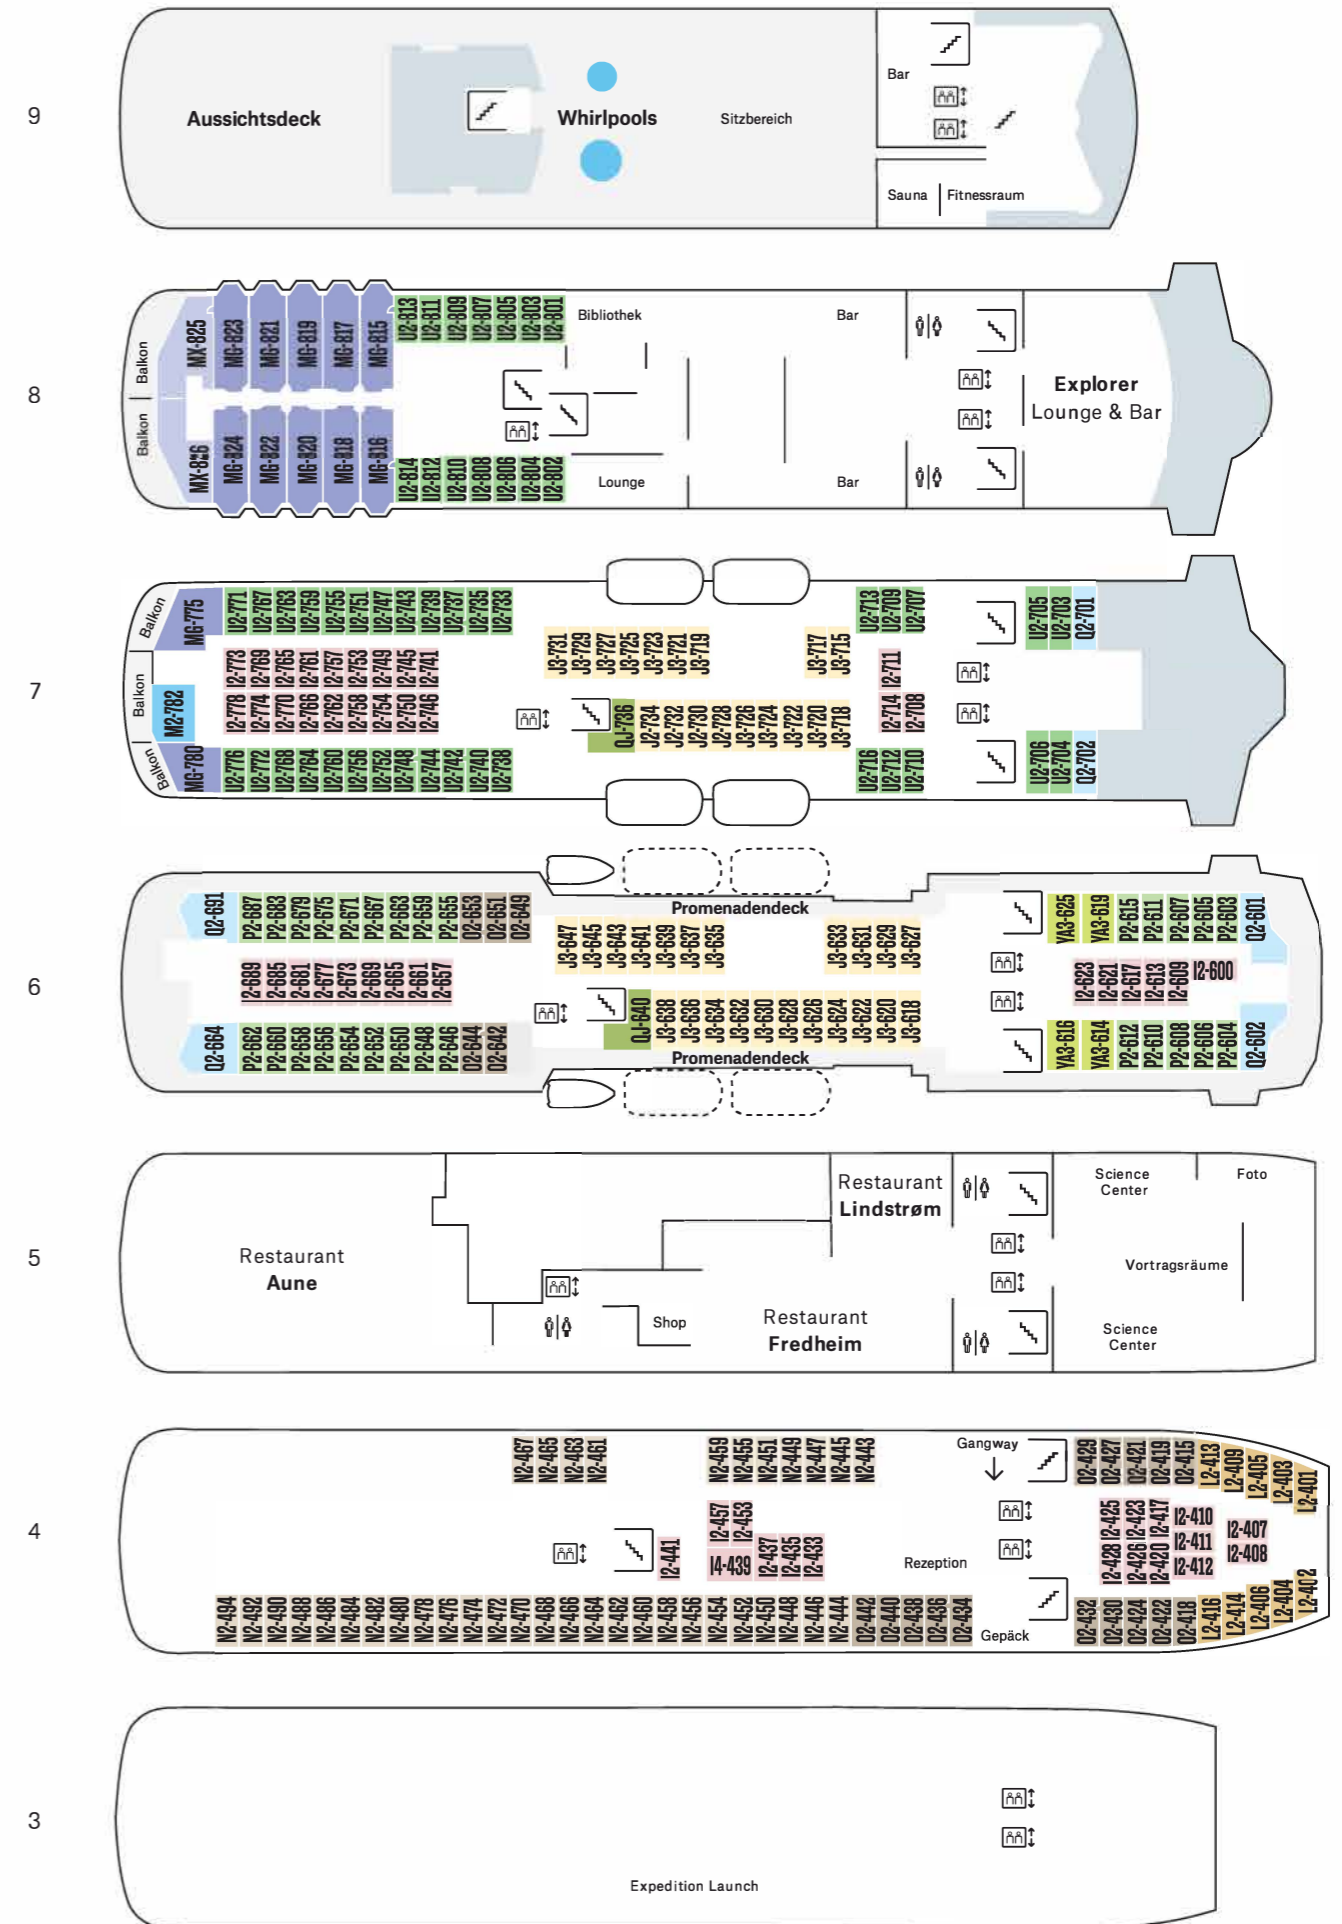 9
Aussichtsdeck
Whirlpools
Sitzbereich
Bar
Sauna
Fitnessraum
8
Balkon
Balkon
MX-825
MG-823
MG-821
MG-819
MG-817
MG-815
U2-813
U2-811
U2-809
U2-807
U2-805
U2-803
U2-801
Bibliothek
Bar
Explorer
Lounge & Bar
MX-826
MG-824
MG-822
MG-820
MG-818
MG-816
U2-814
U2-812
U2-810
U2-808
U2-806
U2-804
U2-802
Lounge
Bar
7
Balkon
Balkon
Balkon
MG-775
U2-771
U2-767
U2-763
U2-759
U2-755
U2-751
U2-747
U2-743
U2-739
U2-737
U2-735
U2-733
J3-731
J3-729
J3-727
J3-725
J3-723
J3-721
J3-719
J3-717
J3-715
U2-713
U2-709
U2-707
U2-705
U2-703
Q2-701
I2-773
I2-769
I2-765
I2-761
I2-757
I2-753
I2-749
I2-745
I2-741
I2-711
M2-782
I2-778
I2-774
I2-770
I2-766
I2-762
I2-758
I2-754
I2-750
I2-746
QJ-736
J2-734
J2-732
J2-730
J2-728
J3-726
J3-724
J3-722
J3-720
J3-718
I2-714
I2-708
MG-780
U2-776
U2-772
U2-768
U2-764
U2-760
U2-756
U2-752
U2-748
U2-744
U2-742
U2-740
U2-738
U2-716
U2-712
U2-710
U2-706
U2-704
Q2-702
6
Promenadendeck
Q2-691
P2-687
P2-683
P2-679
P2-675
P2-671
P2-667
P2-663
P2-659
P2-655
O2-653
O2-651
O2-649
J3-647
J3-645
J3-643
J3-641
J3-639
J3-637
J3-635
J3-633
J3-631
J3-629
J3-627
YA3-625
YA3-619
P2-615
P2-611
P2-607
P2-605
P2-603
Q2-601
I2-689
I2-685
I2-681
I2-677
I2-673
I2-669
I2-665
I2-661
I2-657
I2-623
I2-621
I2-617
I2-613
I2-609
I2-600
Q2-664
P2-662
P2-660
P2-658
P2-656
P2-654
P2-652
P2-650
P2-648
P2-646
O2-644
O2-642
QJ-640
J3-638
J3-636
J3-634
J3-632
J3-630
J3-628
J3-626
J3-624
J3-622
J3-620
J3-618
YA3-616
YA3-614
P2-612
P2-610
P2-608
P2-606
P2-604
Q2-602
Promenadendeck
5
Restaurant
Aune
Shop
Restaurant
Lindstrøm
Restaurant
Fredheim
Science
Center
Foto
Vortragsräume
Science
Center
4
N2-467
N2-465
N2-463
N2-461
N2-459
N2-455
N2-451
N2-449
N2-447
N2-445
N2-443
Gangway
O2-429
O2-427
O2-421
O2-419
O2-415
L2-413
L2-409
L2-405
L2-403
L2-401
I2-441
I2-457
I2-453
I4-439
I2-437
I2-435
I2-433
Rezeption
I2-425
I2-423
I2-417
I2-428
I2-426
I2-420
I2-410
I2-411
I2-412
I2-407
I2-408
N2-494
N2-492
N2-490
N2-488
N2-486
N2-484
N2-482
N2-480
N2-478
N2-476
N2-474
N2-472
N2-470
N2-468
N2-466
N2-464
N2-462
N2-460
N2-458
N2-456
N2-454
N2-452
N2-450
N2-448
N2-446
N2-444
O2-442
O2-440
O2-438
O2-436
O2-434
Gepäck
O2-432
O2-430
O2-424
O2-422
O2-418
L2-416
L2-414
L2-406
L2-404
L2-402
3
Expedition Launch